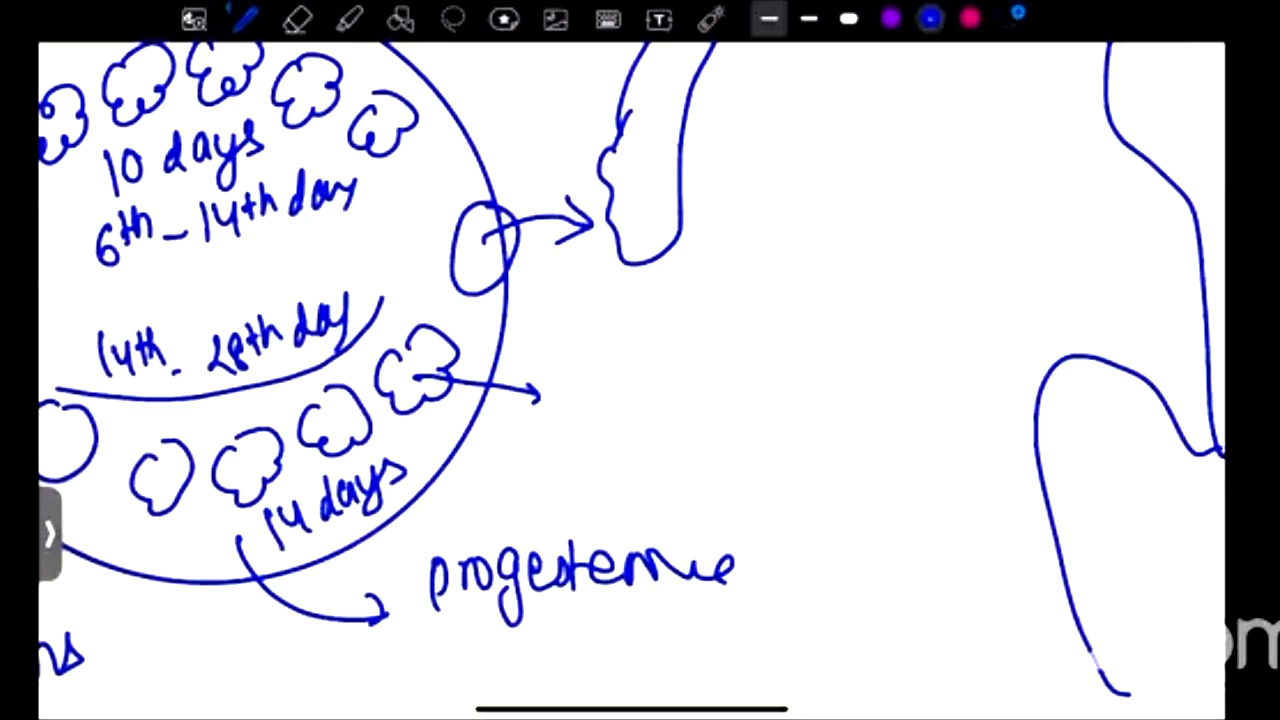 10 days
6th - 14th day
14th - 28th day
14 days
progesterone